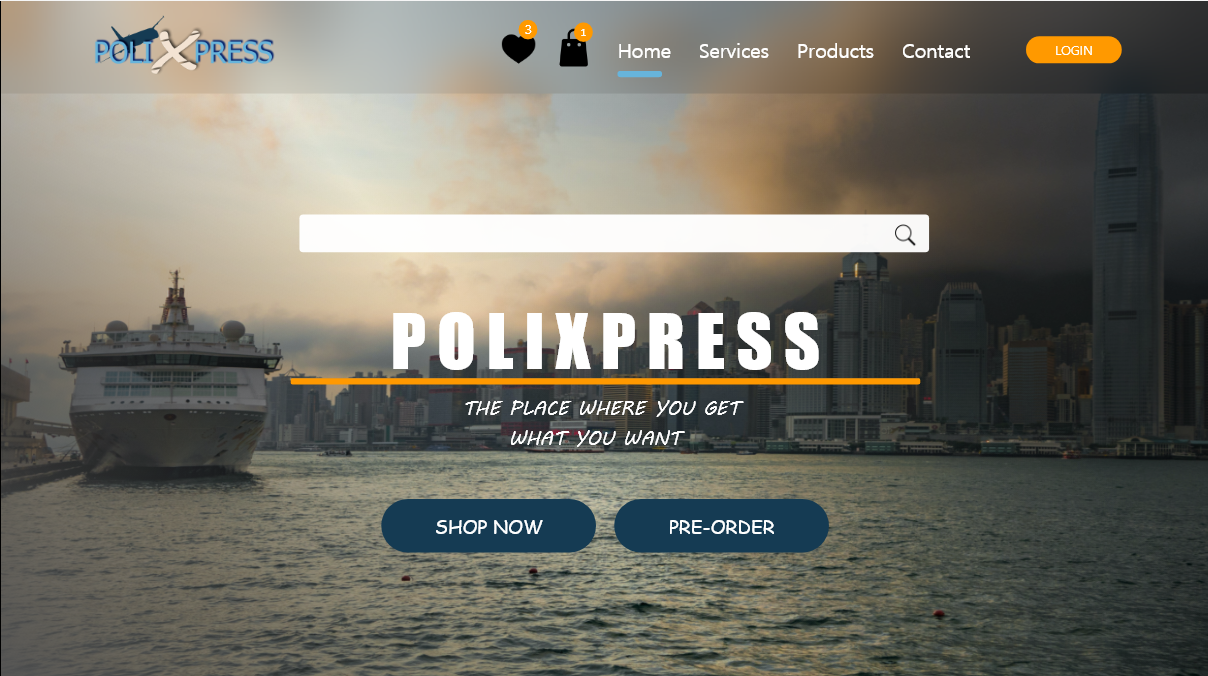 POLIXPRESS
3
1
Home Services Products Contact
LOGIN
POLIXPRESS
THE PLACE WHERE YOU GET
WHAT YOU WANT
SHOP NOW
PRE-ORDER